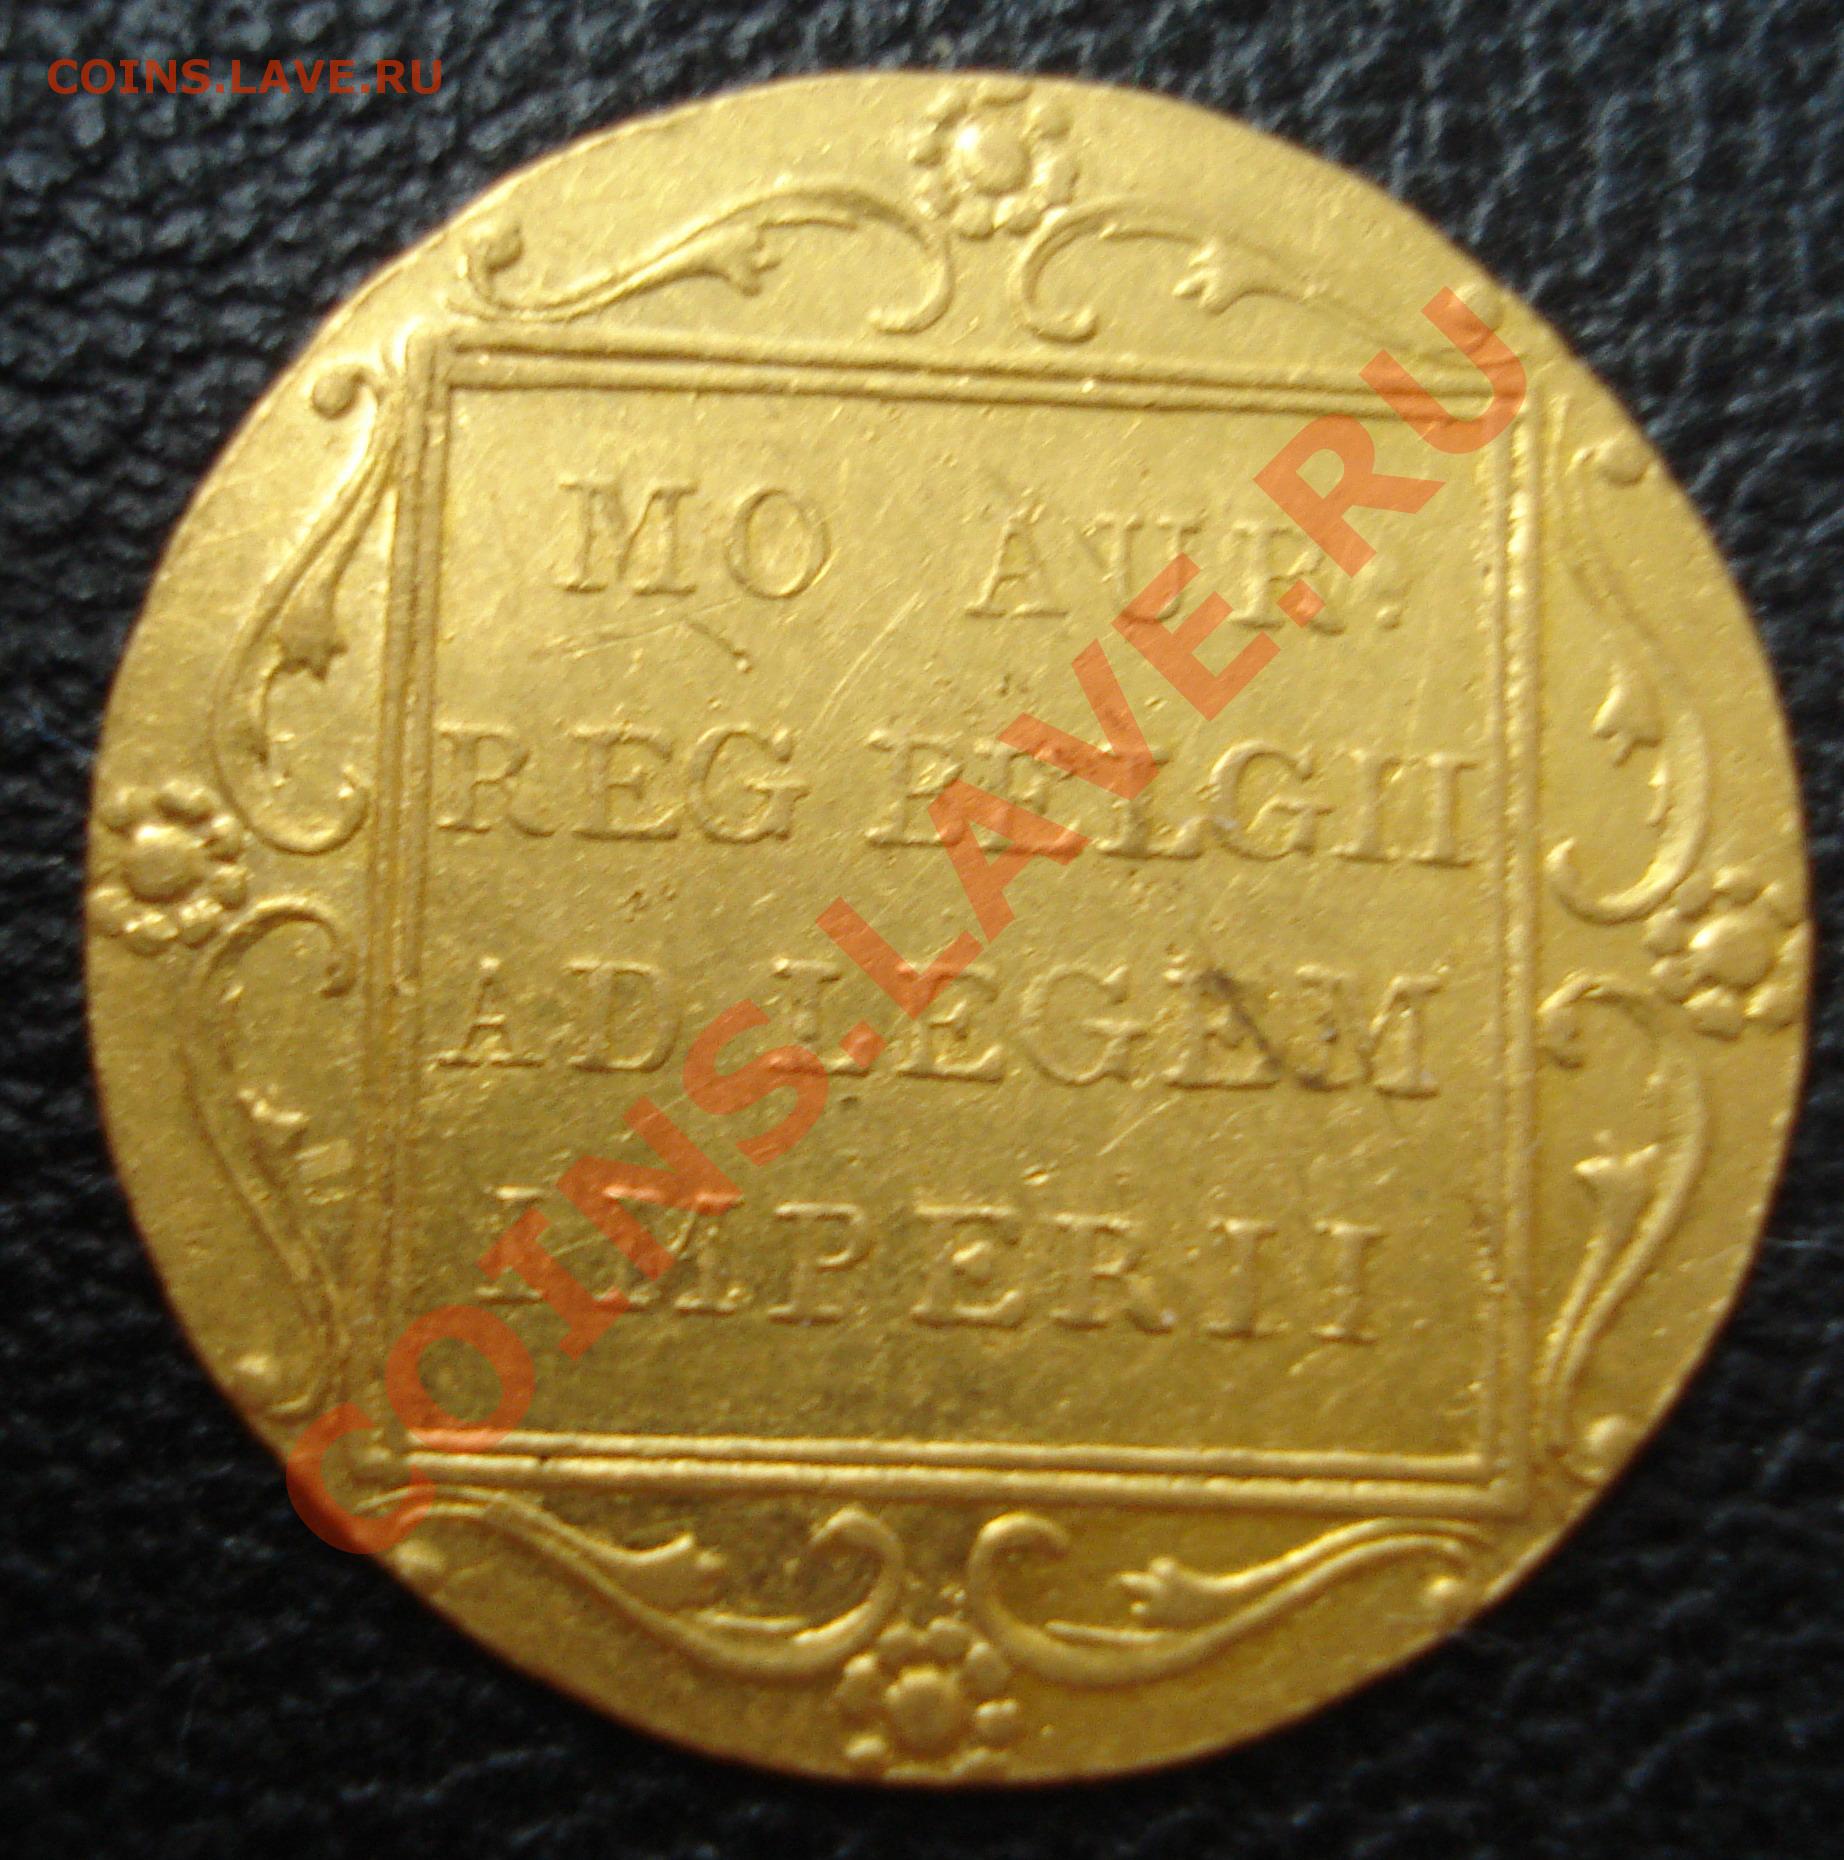 COINS.LAVE.RU
MO AUR:
REG BELGII
AD LEGEM
IMPERII
COINS.LAVE.RU